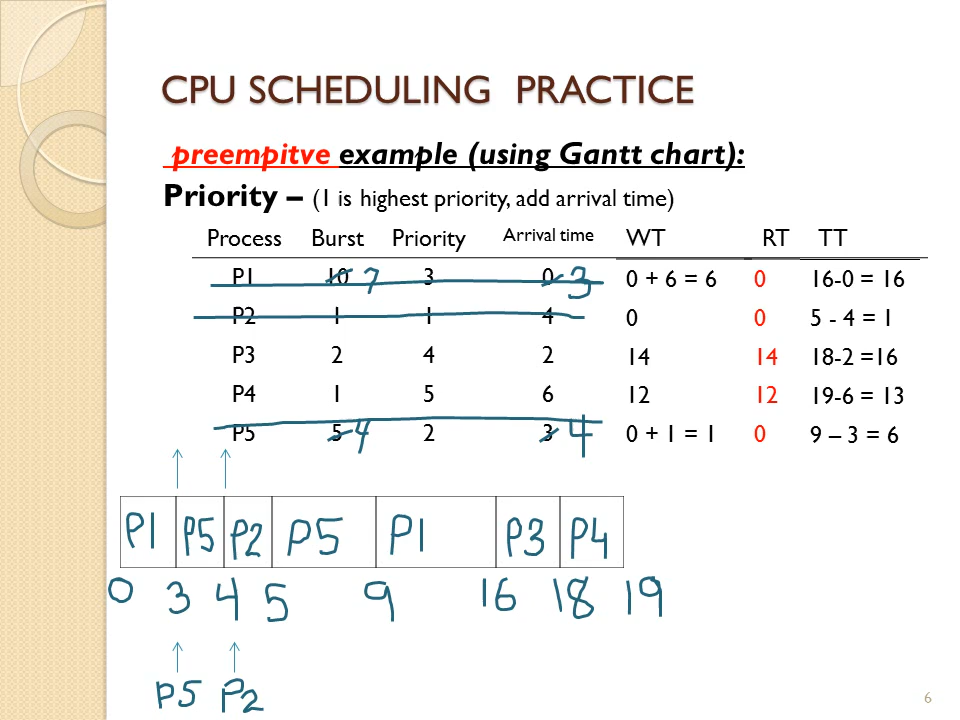 CPU SCHEDULING PRACTICE
preempitve example (using Gantt chart):
Priority – (1 is highest priority, add arrival time)
Process Burst Priority Arrival time WT RT TT
P1 10 7 3 0 3 0 + 6 = 6 0 16-0 = 16
P2 1 1 4 0 0 5 - 4 = 1
P3 2 4 2 14 14 18-2 =16
P4 1 5 6 12 12 19-6 = 13
P5 5 4 2 3 4 0 + 1 = 1 0 9 – 3 = 6
P1 P5 P2 P5 P1 P3 P4
0 3 4 5 9 16 18 19
P5 P2
6